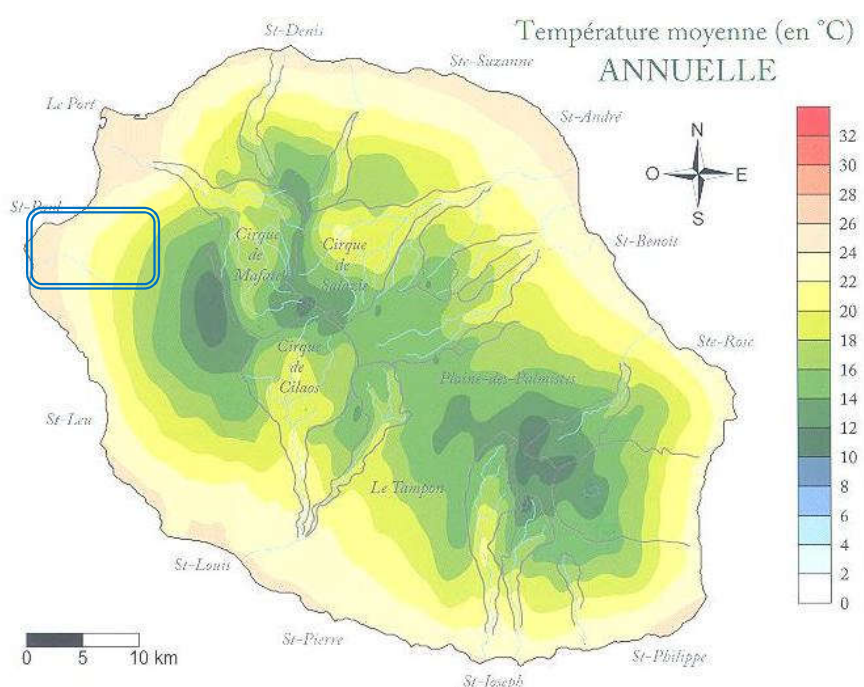 Température moyenne (en °C)
ANNUELLE
St-Denis
Ste-Suzanne
Le Port
St-André
N
O
E
S
St-Paul
St-Benoit
Cirque
de
Mafate
Cirque
de
Salazie
Ste-Rose
Cirque
de
Cilaos
Plaine-des-Palmistes
St-Leu
Le Tampon
St-Louis
St-Pierre
St-Philippe
St-Joseph
32
30
28
26
24
22
20
18
16
14
12
10
8
6
4
2
0
0
5
10 km